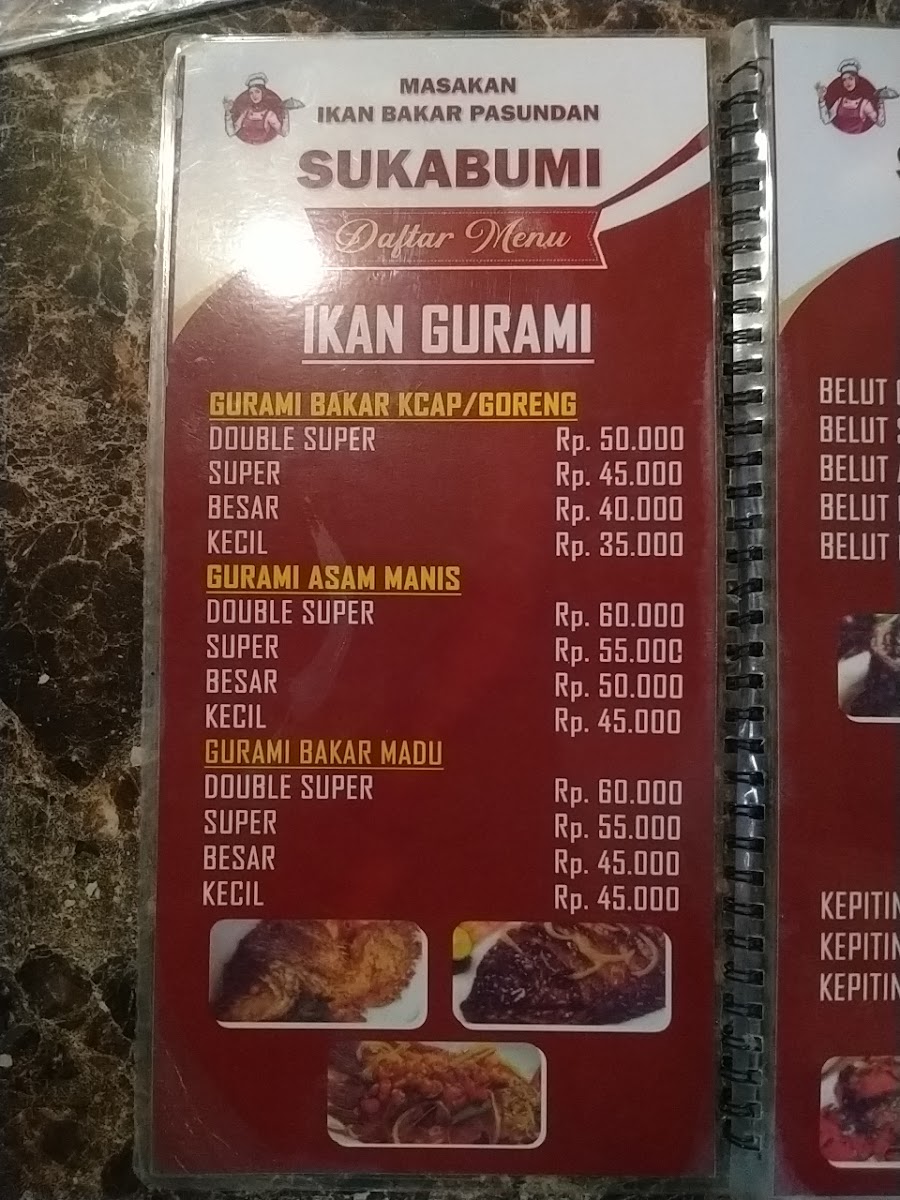 MASAKAN
IKAN BAKAR PASUNDAN
SUKABUMI
Daftar Menu
IKAN GURAMI
GURAMI BAKAR KCAP/GORENG
DOUBLE SUPER Rp. 50.000
SUPER Rp. 45.000
BESAR Rp. 40.000
KECIL Rp. 35.000
GURAMI ASAM MANIS
DOUBLE SUPER Rp. 60.000
SUPER Rp. 55.000
BESAR Rp. 50.000
KECIL Rp. 45.000
GURAMI BAKAR MADU
DOUBLE SUPER Rp. 60.000
SUPER Rp. 55.000
BESAR Rp. 45.000
KECIL Rp. 45.000
BELUT
BELUT
BELUT
BELUT
BELUT